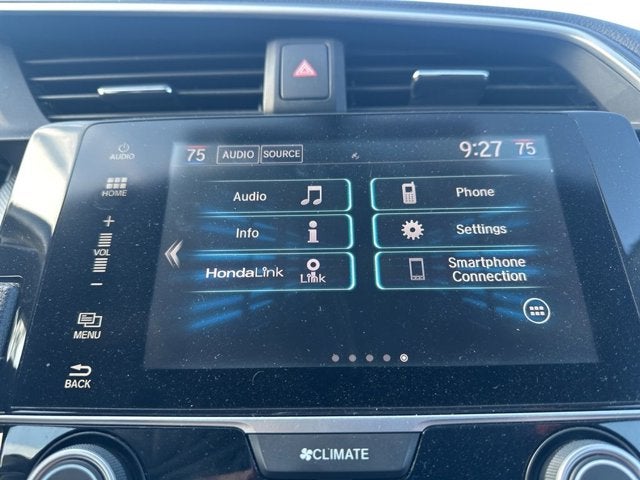 75 AUDIO SOURCE 9:27 75
AUDIO
HOME
+
VOL
−
MENU
BACK
Audio
Phone
Info
Settings
HondaLink Link
Smartphone
Connection
CLIMATE